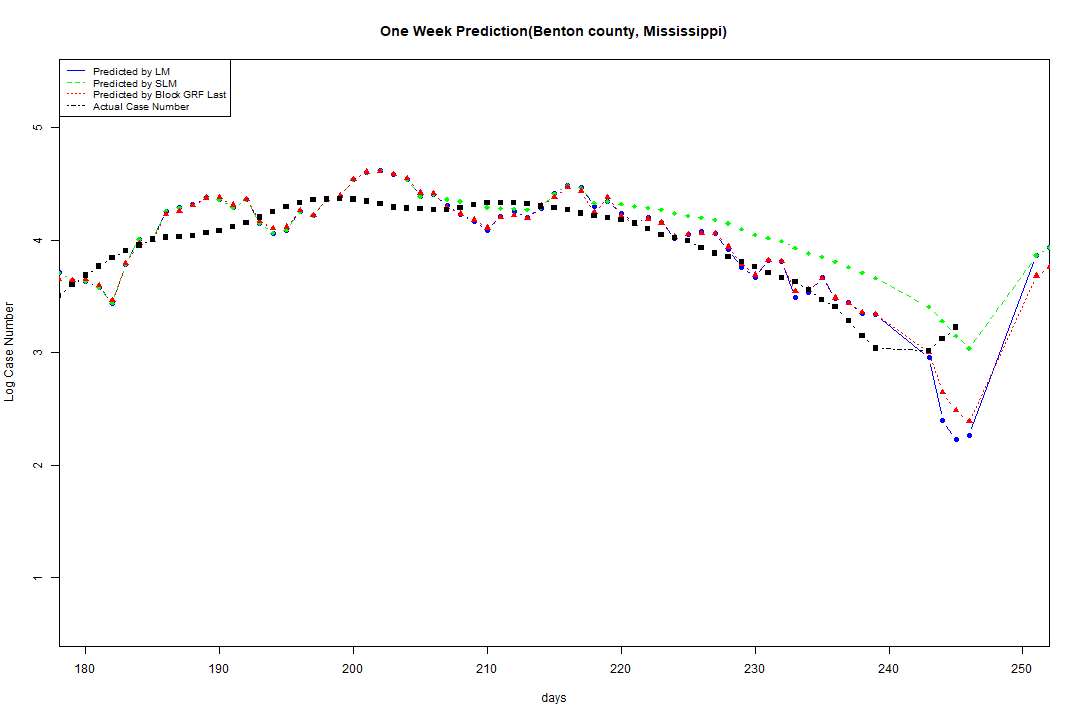 One Week Prediction(Benton county, Mississippi)
Predicted by LM
Predicted by SLM
Predicted by Block GRF Last
Actual Case Number
5
4
3
2
1
Log Case Number
180 190 200 210 220 230 240 250
days